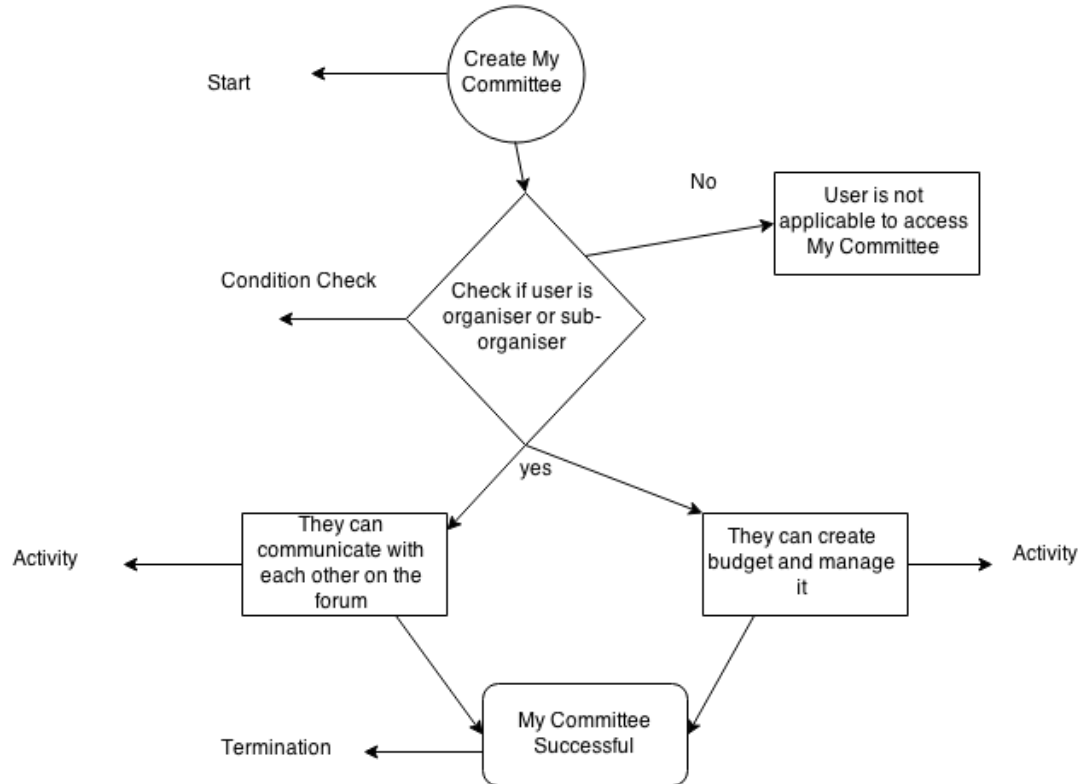 Create My
Committee
Start
No
User is not
applicable to access
My Committee
Condition Check
Check if user is
organiser or sub-
organiser
yes
They can
communicate with
each other on the
forum
They can create
budget and manage
it
Activity
Activity
My Committee
Successful
Termination